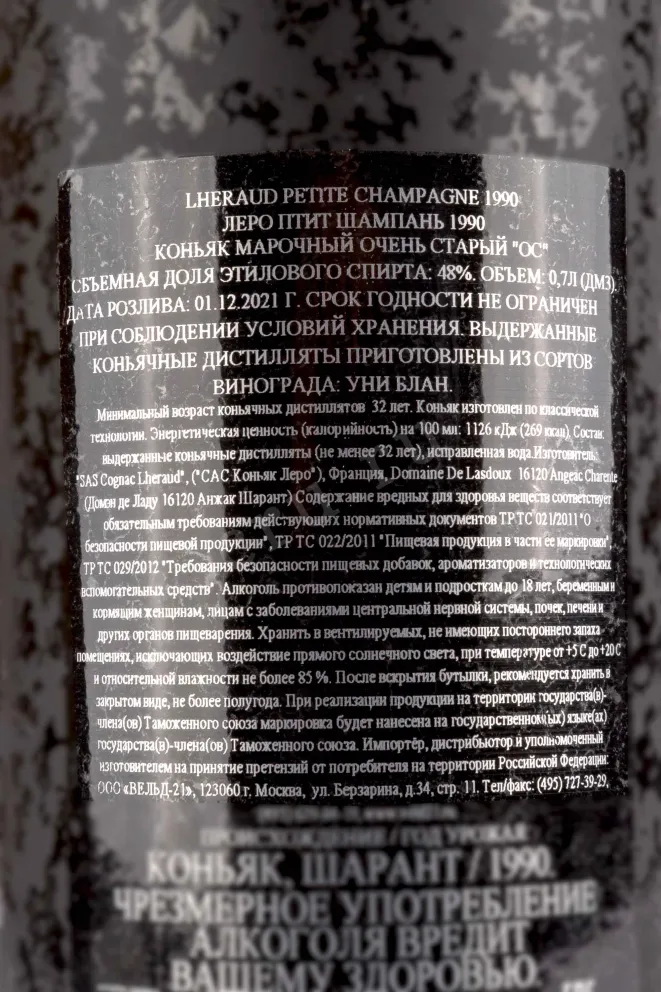 LHERAUD PETITE CHAMPAGNE 1990
ЛЕРО ПТИТ ШАМПАНЬ 1990
КОНЬЯК МАРОЧНЫЙ ОЧЕНЬ СТАРЫЙ "ОС"
ОБЪЕМНАЯ ДОЛЯ ЭТИЛОВОГО СПИРТА: 48%. ОБЪЕМ: 0,7Л (ДМ3).
ДАТА РОЗЛИВА: 01.12.2021 Г. СРОК ГОДНОСТИ НЕ ОГРАНИЧЕН
ПРИ СОБЛЮДЕНИИ УСЛОВИЙ ХРАНЕНИЯ. ВЫДЕРЖАННЫЕ
КОНЬЯЧНЫЕ ДИСТИЛЛЯТЫ ПРИГОТОВЛЕНЫ ИЗ СОРТОВ
ВИНОГРАДА: УНИ БЛАН.
Минимальный возраст коньячных дистиллятов 32 лет. Коньяк изготовлен по классической
технологии. Энергетическая ценность (калорийность) на 100 мл: 1126 кДж (269 ккал). Состав:
выдержанные коньячные дистилляты (не менее 32 лет), исправленная вода.Изготовитель:
"SAS Cognac Lheraud", ("САС Коньяк Леро"), Франция, Domaine De Lasdoux 16120 Angeac Charente
(Домэн де Ладу 16120 Анжак Шарант) Содержание вредных для здоровья веществ соответствует
обязательным требованиям действующих нормативных документов ТР ТС 021/2011 "О
безопасности пищевой продукции", ТР ТС 022/2011 "Пищевая продукция в части ее маркировки",
ТР ТС 029/2012 "Требования безопасности пищевых добавок, ароматизаторов и технологических
вспомогательных средств". Алкоголь противопоказан детям и подросткам до 18 лет, беременным и
кормящим женщинам, лицам с заболеваниями центральной нервной системы, почек, печени и
других органов пищеварения. Хранить в вентилируемых, не имеющих постороннего запаха
помещениях, исключающих воздействие прямого солнечного света, при температуре от +5 С до +20 С
и относительной влажности не более 85 %. После вскрытия бутылки, рекомендуется хранить в
закрытом виде, не более полугода. При реализации продукции на территории государства(в)-
члена(ов) Таможенного союза маркировка будет нанесена на государственном(ых) языке(ах)
государства(в)-члена(ов) Таможенного союза. Импортёр, дистрибьютор и уполномоченный
изготовителем на принятие претензий от потребителя на территории Российской Федерации:
ООО «ВЕЛЬД-21», 123060 г. Москва, ул. Берзарина, д.34, стр. 11. Тел/факс: (495) 727-39-29,
ПРОИСХОЖДЕНИЕ / ГОД УРОЖАЯ
КОНЬЯК, ШАРАНТ / 1990.
ЧРЕЗМЕРНОЕ УПОТРЕБЛЕНИЕ
АЛКОГОЛЯ ВРЕДИТ
ВАШЕМУ ЗДОРОВЬЮ.